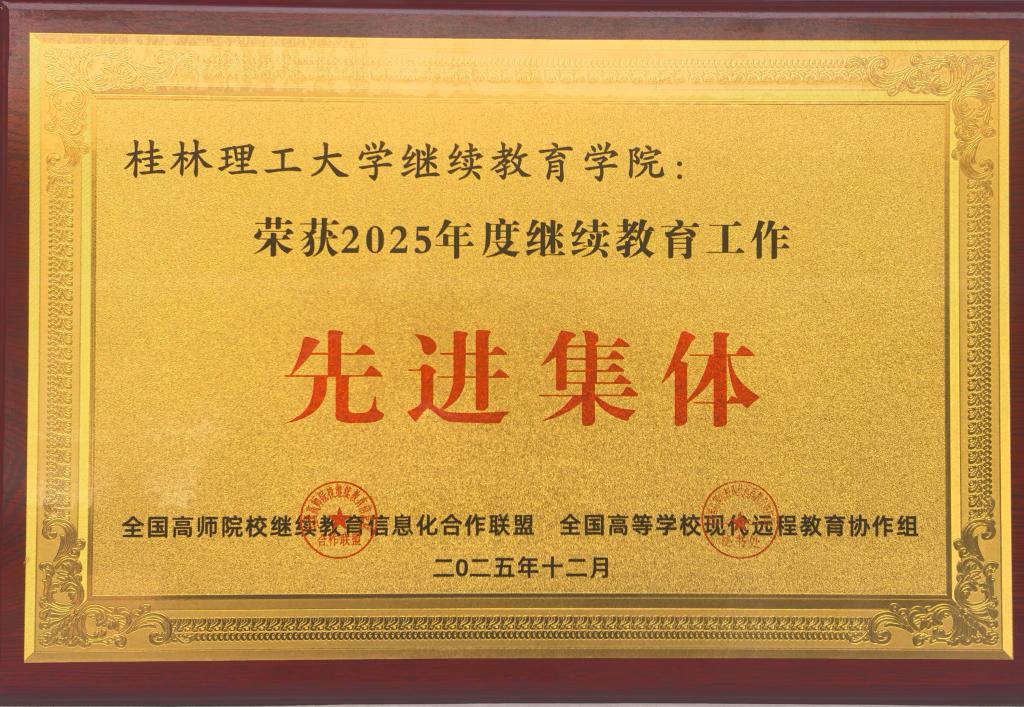 桂林理工大学继续教育学院：
荣获2025年度继续教育工作
先进集体
全国高师院校继续教育信息化合作联盟 全国高等学校现代远程教育协作组
二0二五年十二月